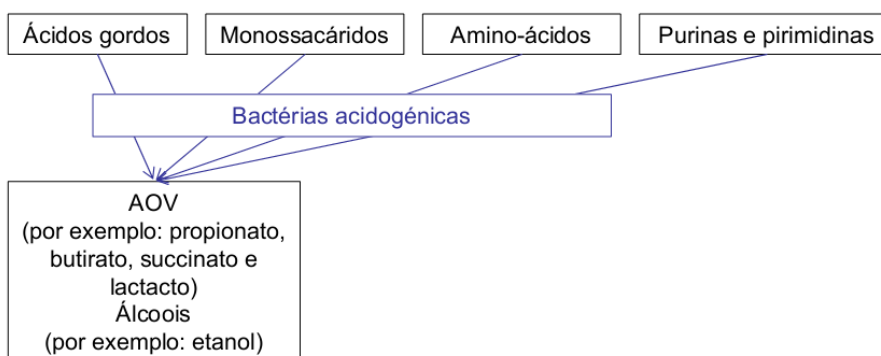 Ácidos gordos
Monossacáridos
Amino-ácidos
Purinas e pirimidinas
Bactérias acidogénicas
AOV
(por exemplo: propionato,
butirato, succinato e
lactacto)
Álcoois
(por exemplo: etanol)